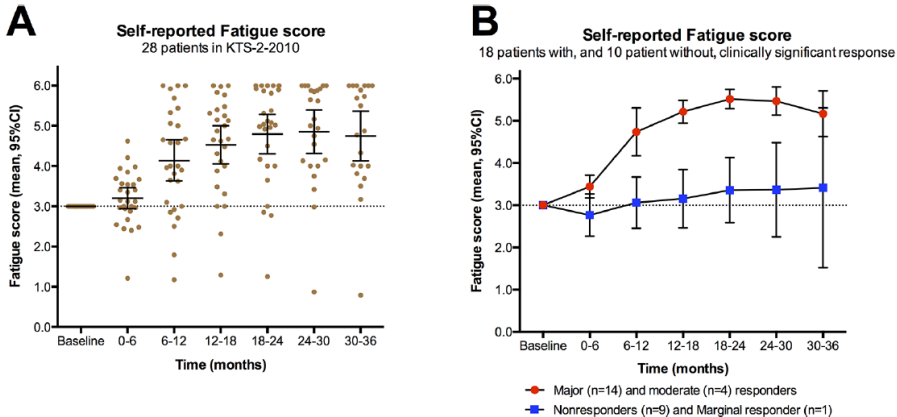 A
Self-reported Fatigue score
28 patients in KTS-2-2010
Fatigue score (mean, 95%CI)
6.0
5.0
4.0
3.0
2.0
1.0
0.0
Baseline 0-6 6-12 12-18 18-24 24-30 30-36
Time (months)
B
Self-reported Fatigue score
18 patients with, and 10 patient without, clinically significant response
Fatigue score (mean, 95%CI)
6.0
5.0
4.0
3.0
2.0
1.0
0.0
Baseline 0-6 6-12 12-18 18-24 24-30 30-36
Time (months)
Major (n=14) and moderate (n=4) responders
Nonresponders (n=9) and Marginal responder (n=1)